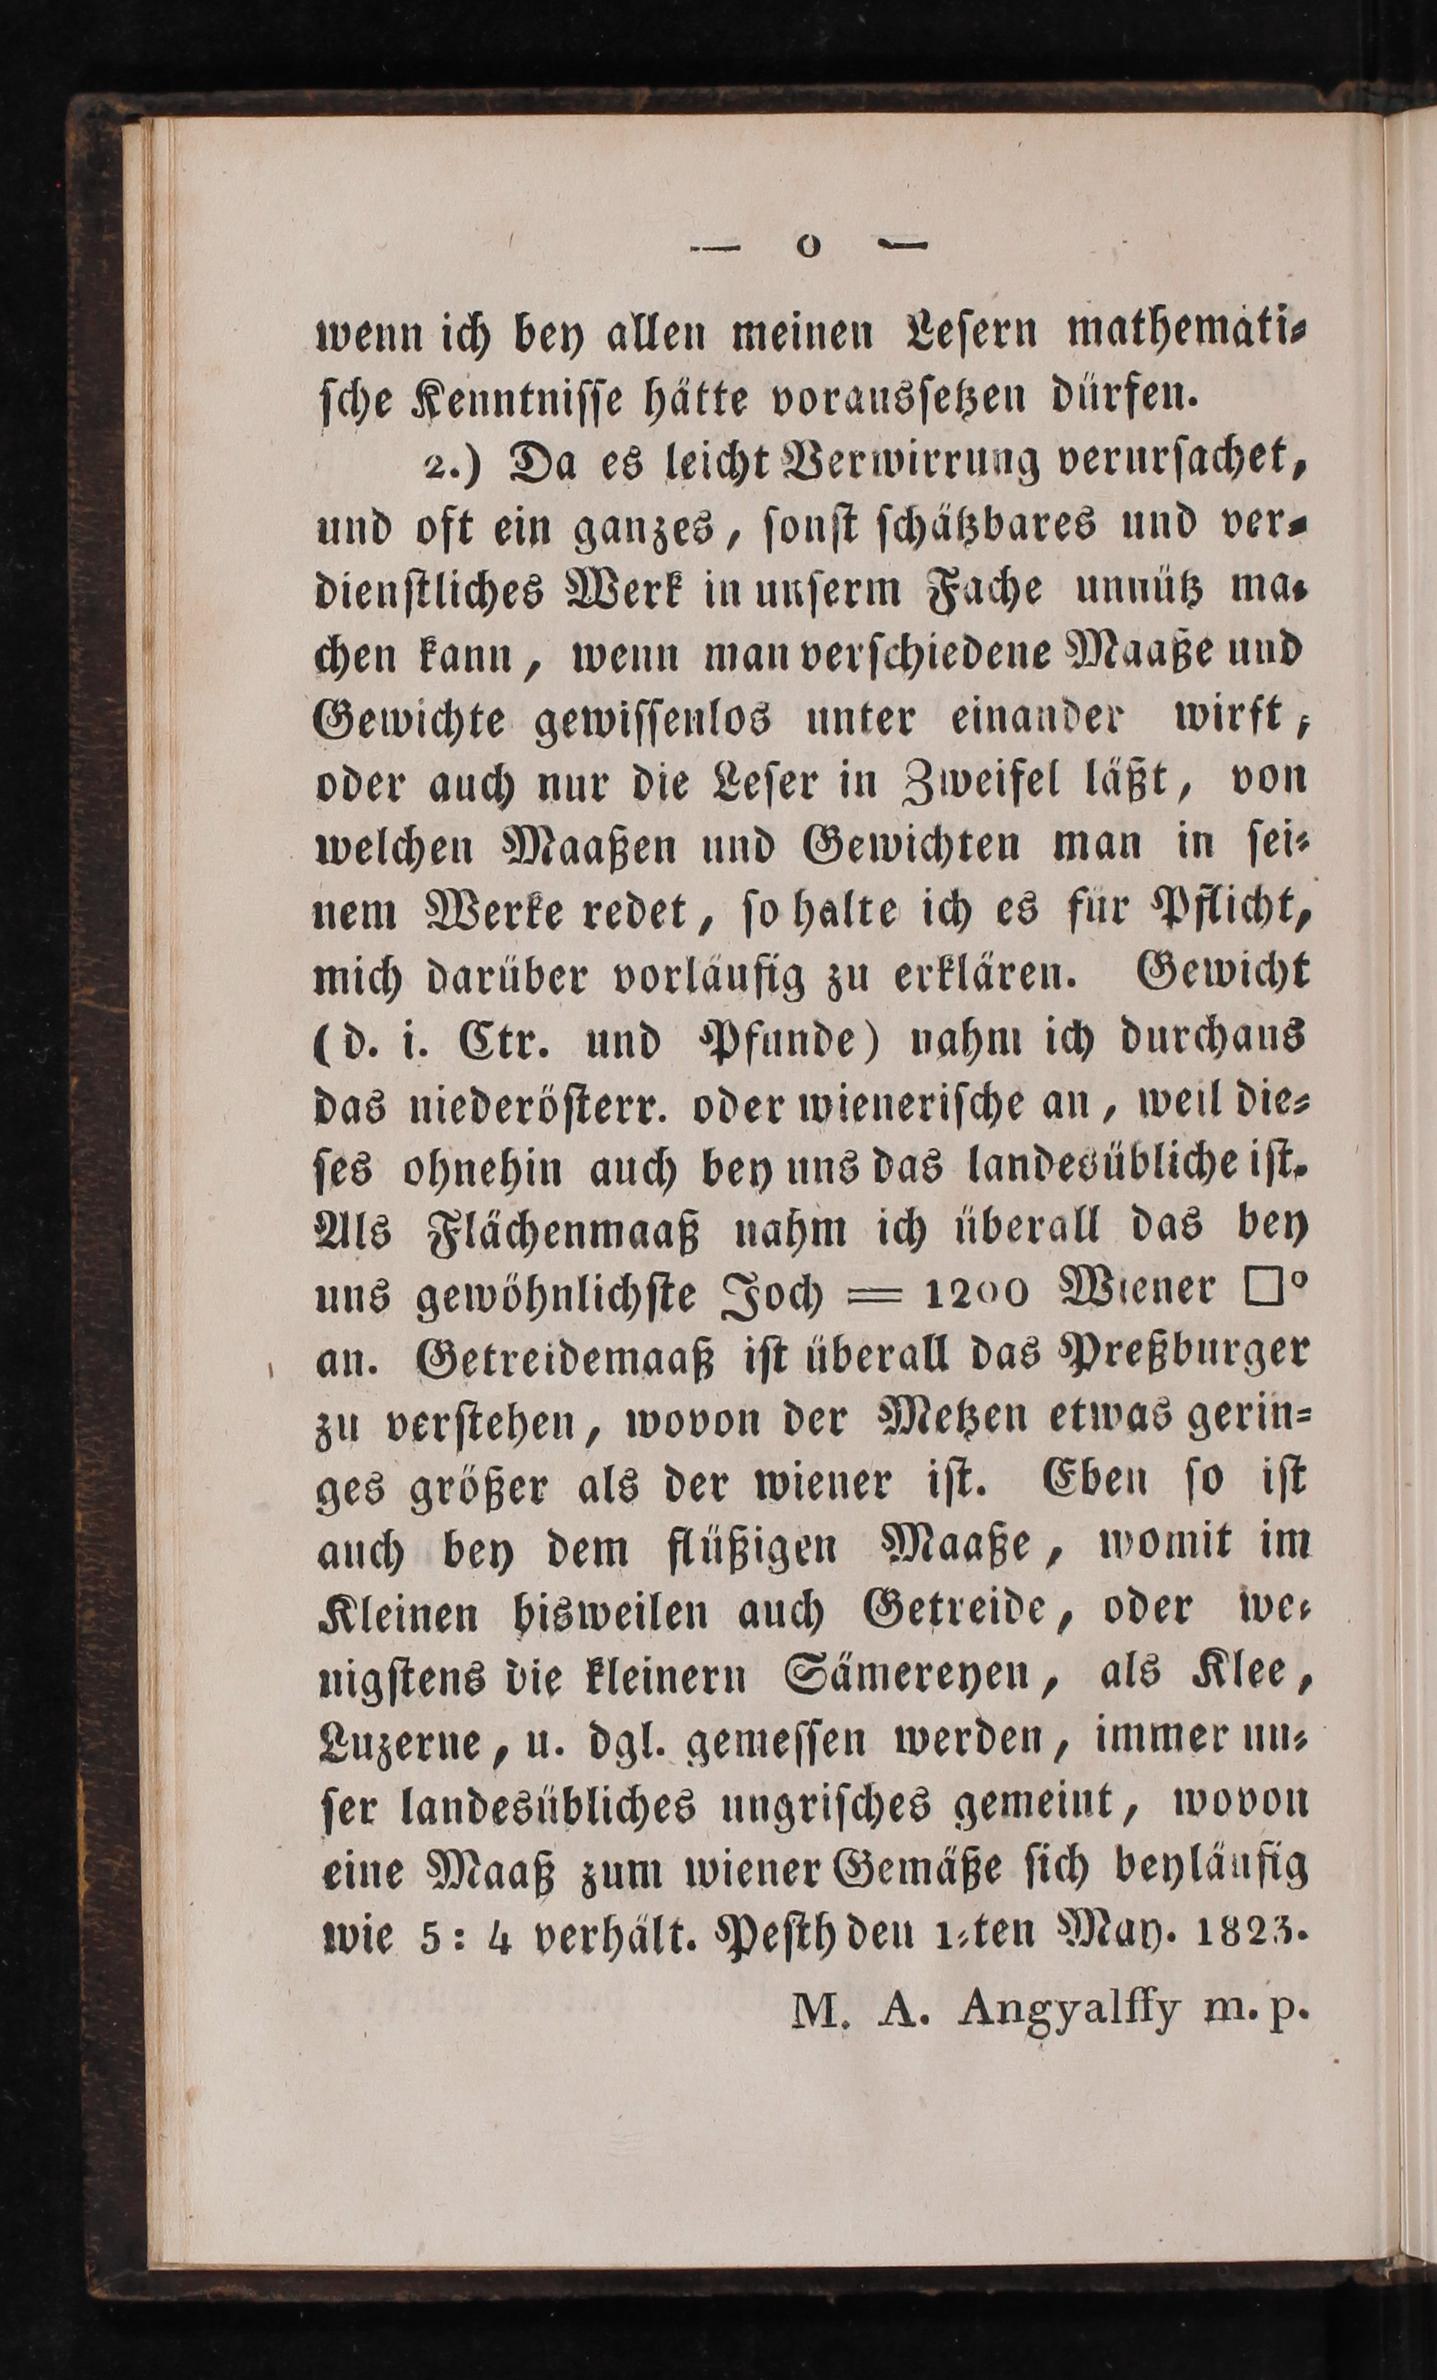 — o —
wenn ich bey allen meinen Lesern mathemati-
sche Kenntnisse hätte voraussetzen dürfen.
2.) Da es leicht Verwirrung verursachet,
und oft ein ganzes, sonst schätzbares und ver-
dienstliches Werk in unserm Fache unnütz ma-
chen kann, wenn man verschiedene Maaße und
Gewichte gewissenlos unter einander wirft,
oder auch nur die Leser in Zweifel läßt, von
welchen Maaßen und Gewichten man in sei-
nem Werke redet, so halte ich es für Pflicht,
mich darüber vorläufig zu erklären. Gewicht
(d. i. Ctr. und Pfunde) nahm ich durchaus
das niederösterr. oder wienerische an, weil die-
ses ohnehin auch bey uns das landesübliche ist.
Als Flächenmaaß nahm ich überall das bey
uns gewöhnlichste Joch = 1200 Wiener □°
an. Getreidemaaß ist überall das Preßburger
zu verstehen, wovon der Metzen etwas gerin-
ges größer als der wiener ist. Eben so ist
auch bey dem flüßigen Maaße, womit im
Kleinen bisweilen auch Getreide, oder we-
nigstens die kleinern Sämereyen, als Klee,
Luzerne, u. dgl. gemessen werden, immer un-
ser landesübliches ungrisches gemeint, wovon
eine Maaß zum wiener Gemäße sich beyläufig
wie 5 : 4 verhält. Pesth den 1-ten May. 1823.
M. A. Angyalffy m. p.